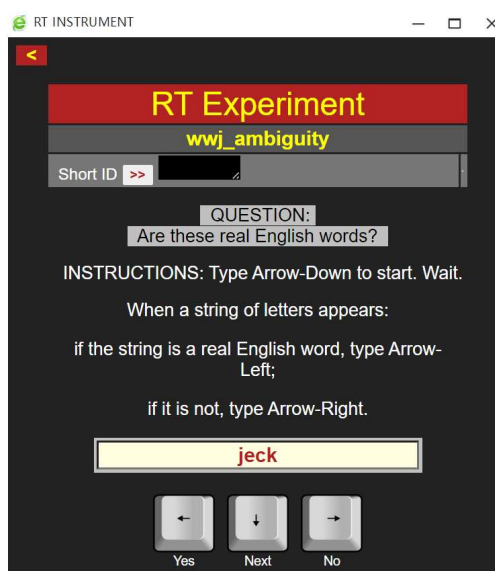 RT INSTRUMENT
<
RT Experiment
wwj_ambiguity
Short ID >>
QUESTION:
Are these real English words?
INSTRUCTIONS: Type Arrow-Down to start. Wait.
When a string of letters appears:
if the string is a real English word, type Arrow-
Left;
if it is not, type Arrow-Right.
jeck
← ↓ →
Yes Next No